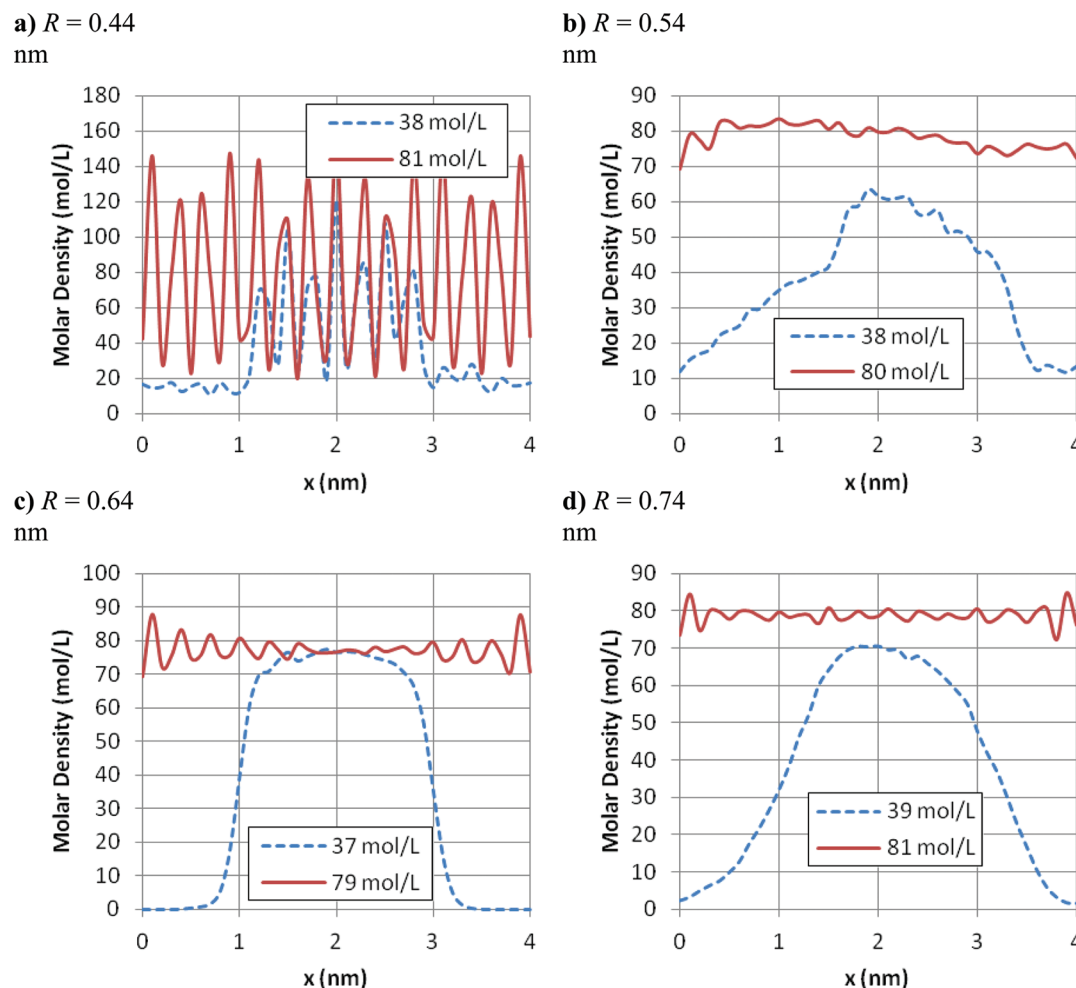 a) R = 0.44
nm
180
160
140
120
100
80
60
40
20
0
Molar Density (mol/L)
38 mol/L
81 mol/L
0 1 2 3 4
x (nm)
b) R = 0.54
nm
90
80
70
60
50
40
30
20
10
0
Molar Density (mol/L)
38 mol/L
80 mol/L
0 1 2 3 4
x (nm)
c) R = 0.64
nm
100
90
80
70
60
50
40
30
20
10
0
Molar Density (mol/L)
37 mol/L
79 mol/L
0 1 2 3 4
x (nm)
d) R = 0.74
nm
90
80
70
60
50
40
30
20
10
0
Molar Density (mol/L)
39 mol/L
81 mol/L
0 1 2 3 4
x (nm)